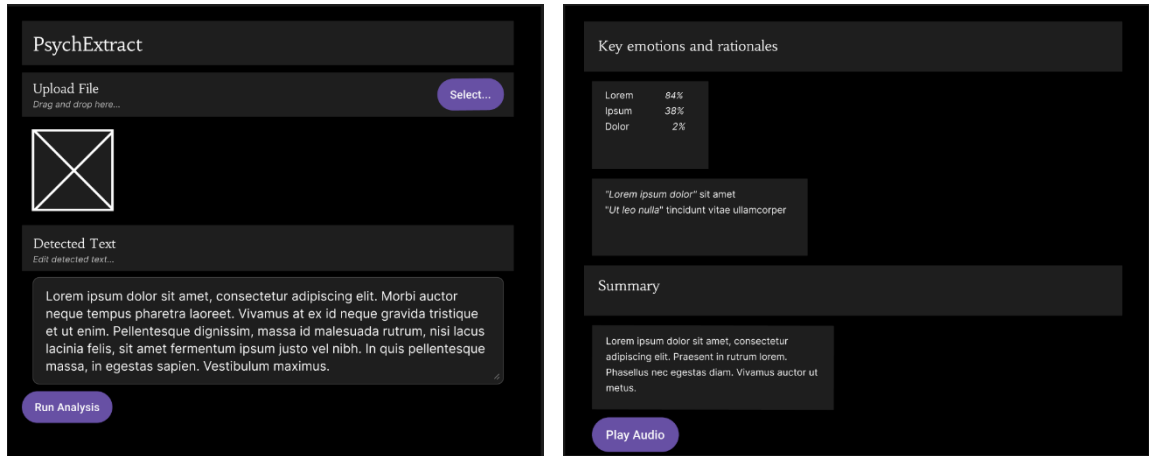 PsychExtract
Upload File
Drag and drop here...
Select...
Detected Text
Edit detected text...
Lorem ipsum dolor sit amet, consectetur adipiscing elit. Morbi auctor
neque tempus pharetra laoreet. Vivamus at ex id neque gravida tristique
et ut enim. Pellentesque dignissim, massa id malesuada rutrum, nisi lacus
lacinia felis, sit amet fermentum ipsum justo vel nibh. In quis pellentesque
massa, in egestas sapien. Vestibulum maximus.
Run Analysis
Key emotions and rationales
Lorem 84%
Ipsum 38%
Dolor 2%
"Lorem ipsum dolor" sit amet
"Ut leo nulla" tincidunt vitae ullamcorper
Summary
Lorem ipsum dolor sit amet, consectetur
adipiscing elit. Praesent in rutrum lorem.
Phasellus nec egestas diam. Vivamus auctor ut
metus.
Play Audio